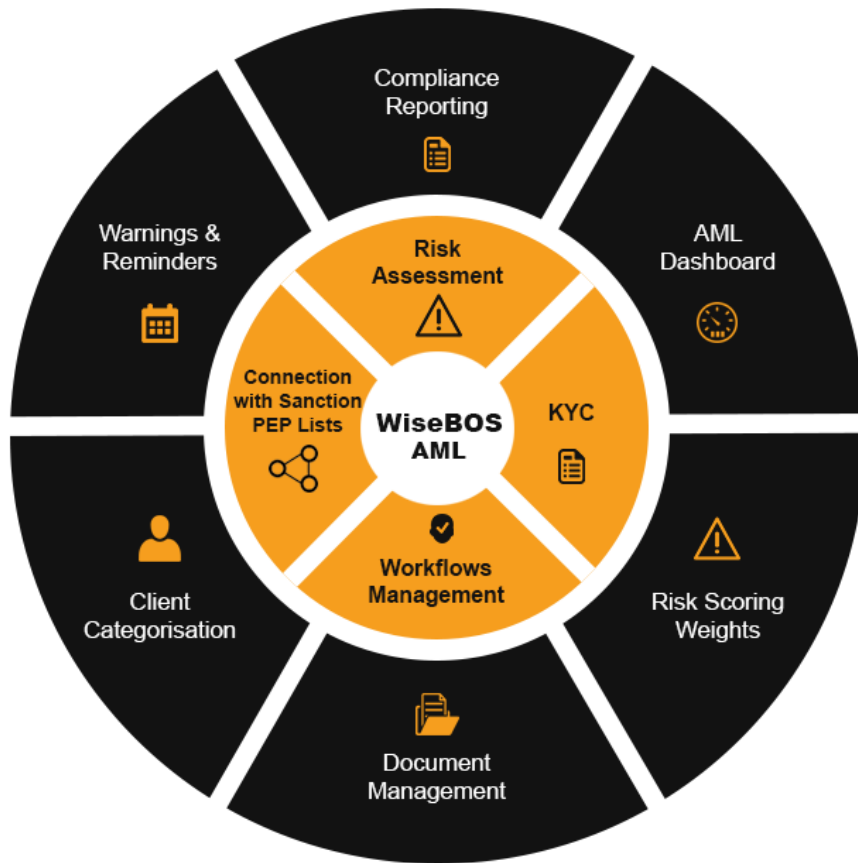 Compliance
Reporting
Warnings &
Reminders
AML
Dashboard
Risk
Assessment
Connection
with Sanction
PEP Lists
WiseBOS
AML
KYC
Workflows
Management
Client
Categorisation
Risk Scoring
Weights
Document
Management